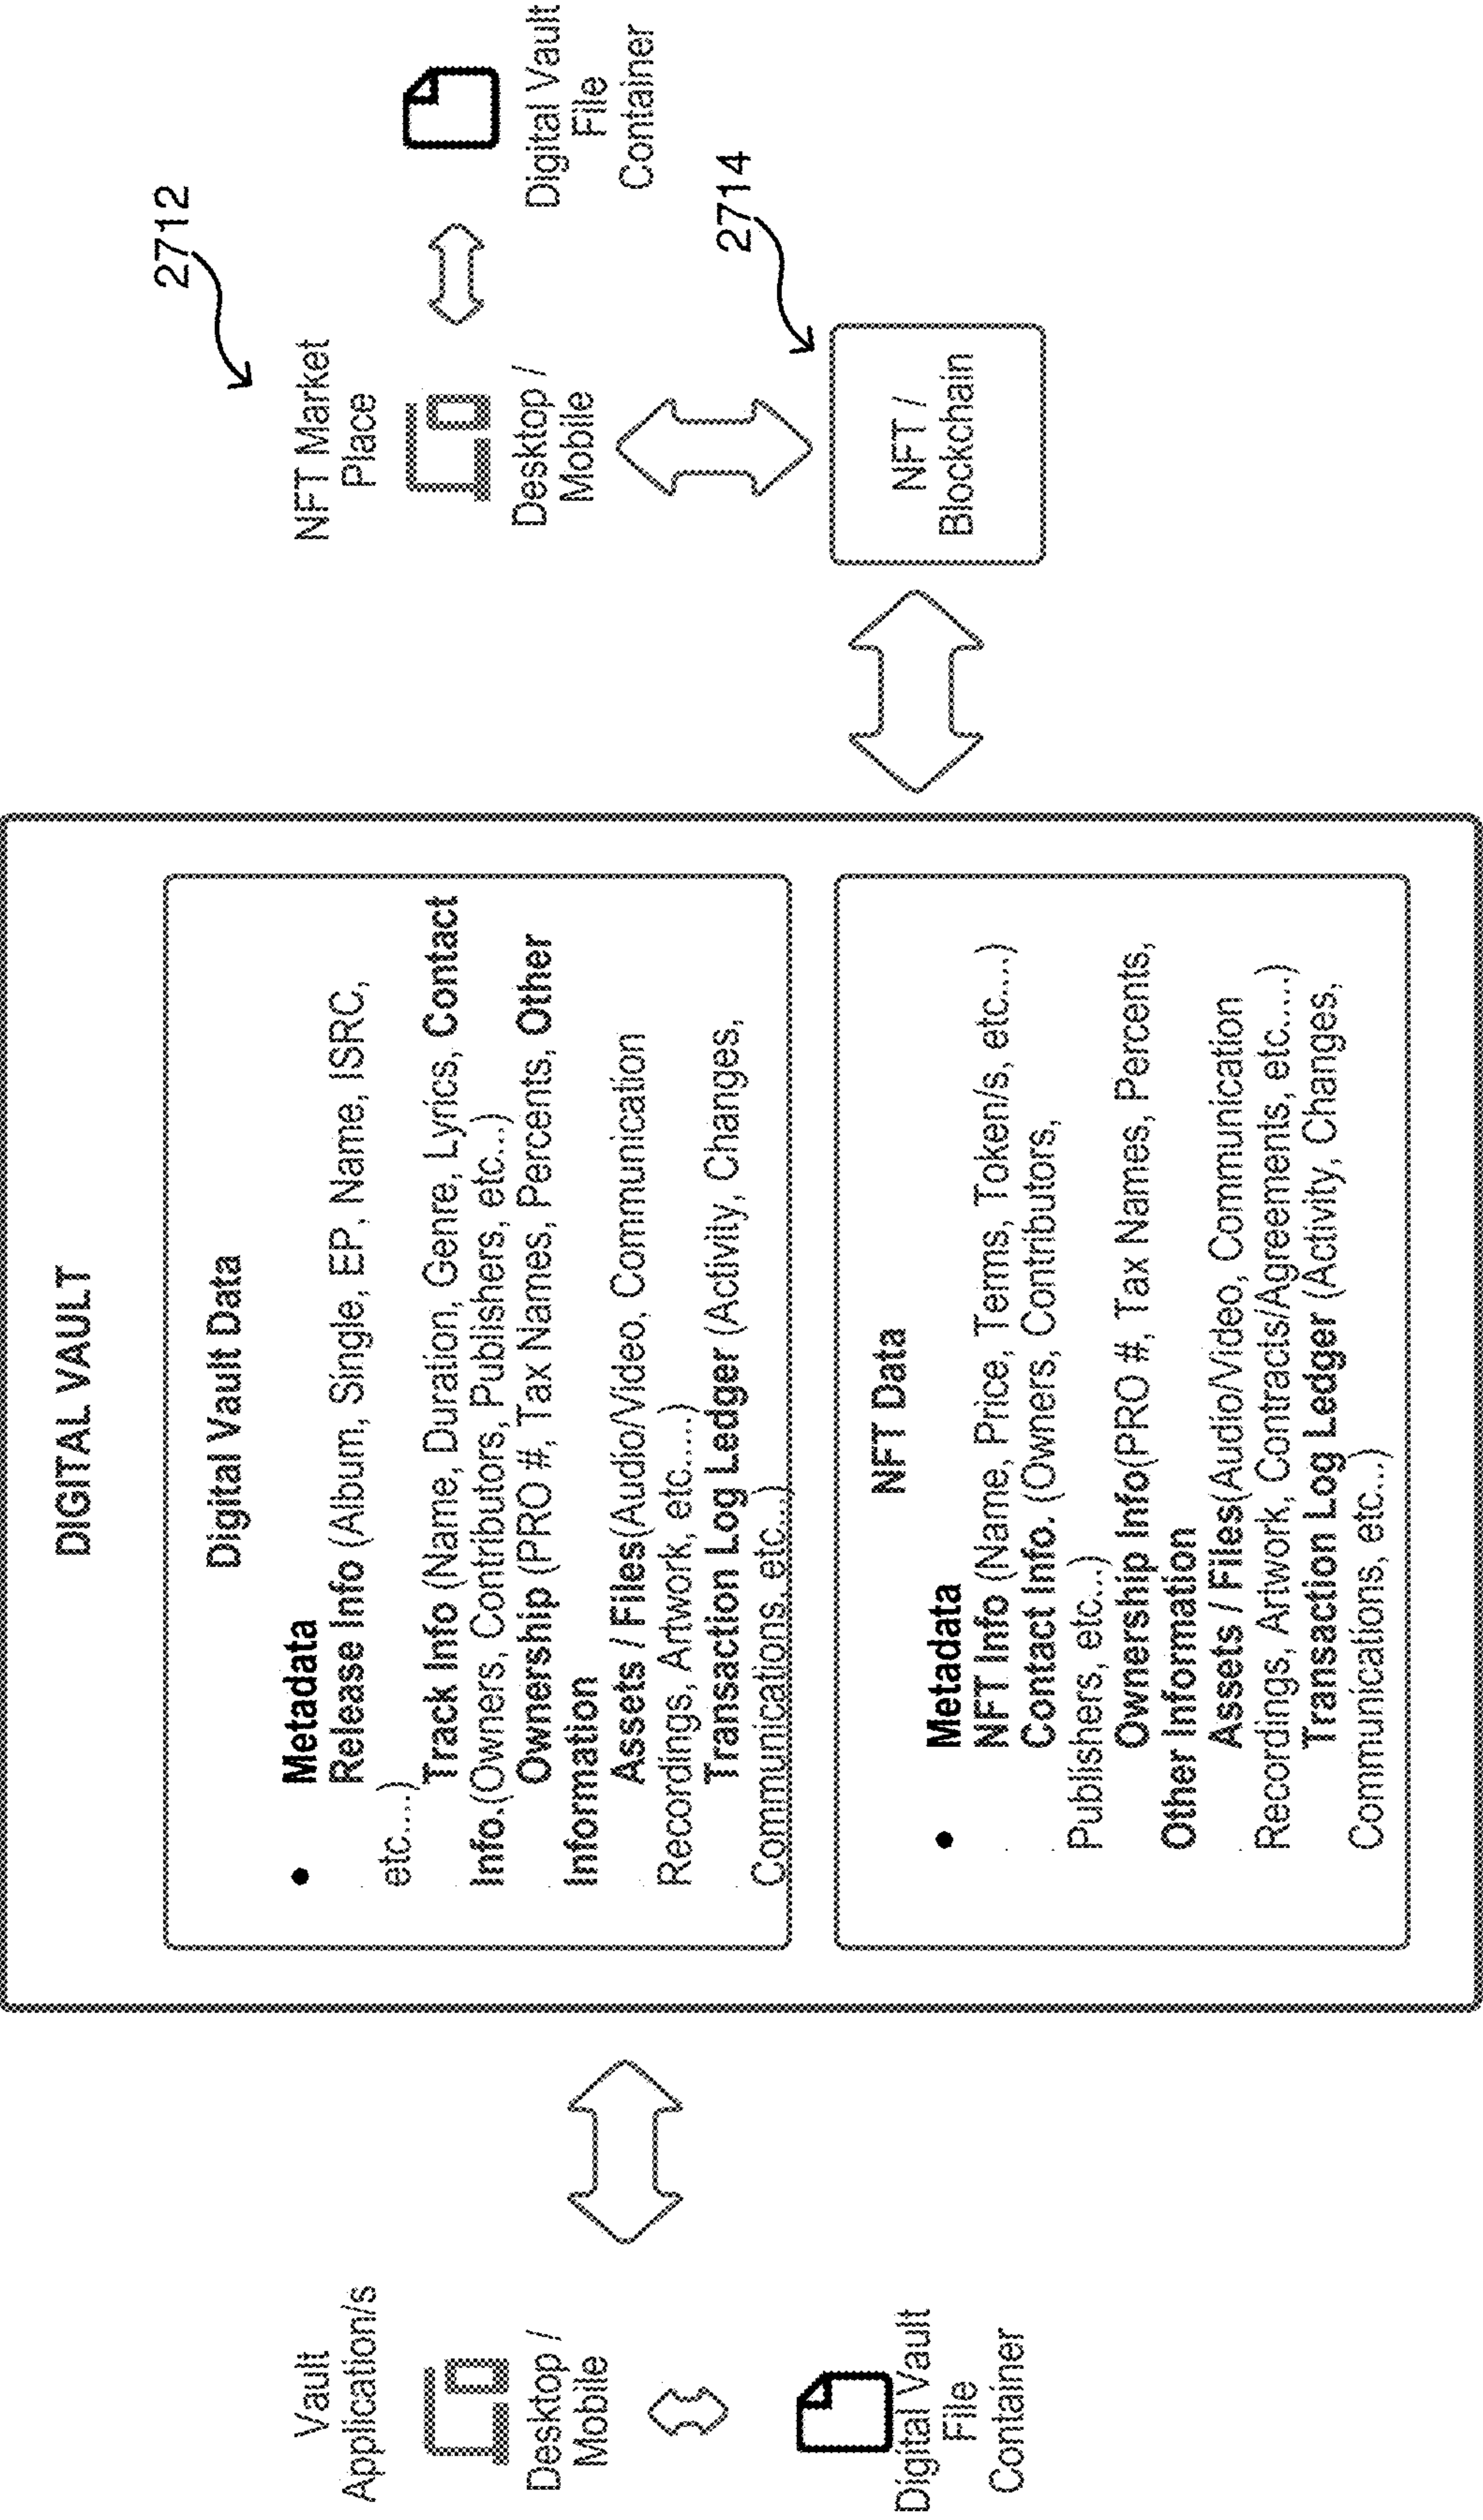 DIGITAL VAULT
Vault
Application/s
Desktop /
Mobile
Digital Vault
File
Container
Digital Vault Data
• Metadata
Release Info (Album, Single, EP, Name, ISRC,
etc....)
Track Info (Name, Duration, Genre, Lyrics, Contact
Info.(Owners, Contributors, Publishers, etc...)
Ownership (PRO #, Tax Names, Percents, Other
Information
Assets / Files(Audio/Video, Communication
Recordings, Artwork, etc.....)
Transaction Log Ledger (Activity, Changes,
Communications, etc...)
NFT Data
• Metadata
NFT Info (Name, Price, Terms, Token/s, etc....)
Contact Info. (Owners, Contributors,
Publishers, etc...)
Ownership Info(PRO #, Tax Names, Percents,
Other Information
Assets / Files(Audio/Video, Communication
Recordings, Artwork, Contracts/Agreements, etc.....)
Transaction Log Ledger (Activity, Changes,
Communications, etc...)
2712
NFT Market
Place
Desktop /
Mobile
Digital Vault
File
Container
2714
NFT /
Blockchain